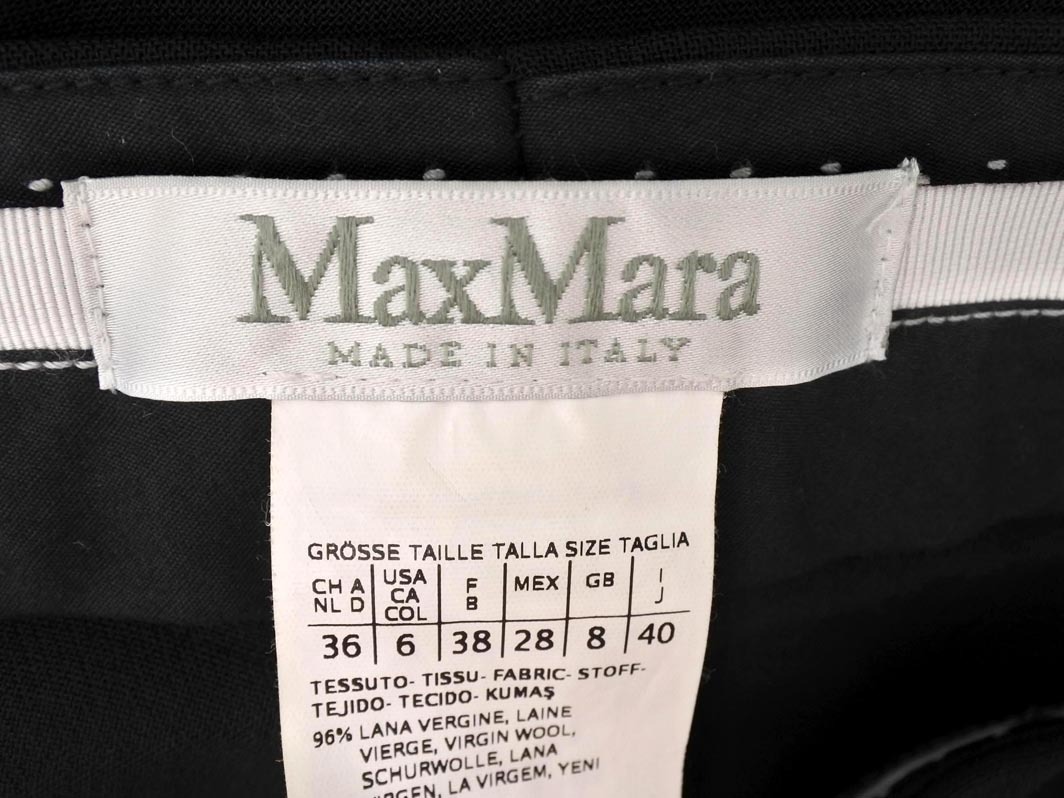 MaxMara
MADE IN ITALY
GRÖSSE TAILLE TALLA SIZE TAGLIA
CH A NL D USA CA COL F B MEX GB I J
36 6 38 28 8 40
TESSUTO- TISSU- FABRIC- STOFF-
TEJIDO- TECIDO- KUMAŞ
96% LANA VERGINE, LAINE
VIERGE, VIRGIN WOOL,
SCHURWOLLE, LANA
LA VIRGEM, YENI